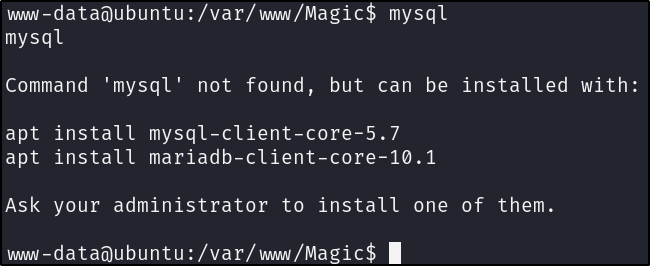 www-data@ubuntu:/var/www/Magic$ mysql
mysql
Command 'mysql' not found, but can be installed with:
apt install mysql-client-core-5.7
apt install mariadb-client-core-10.1
Ask your administrator to install one of them.
www-data@ubuntu:/var/www/Magic$